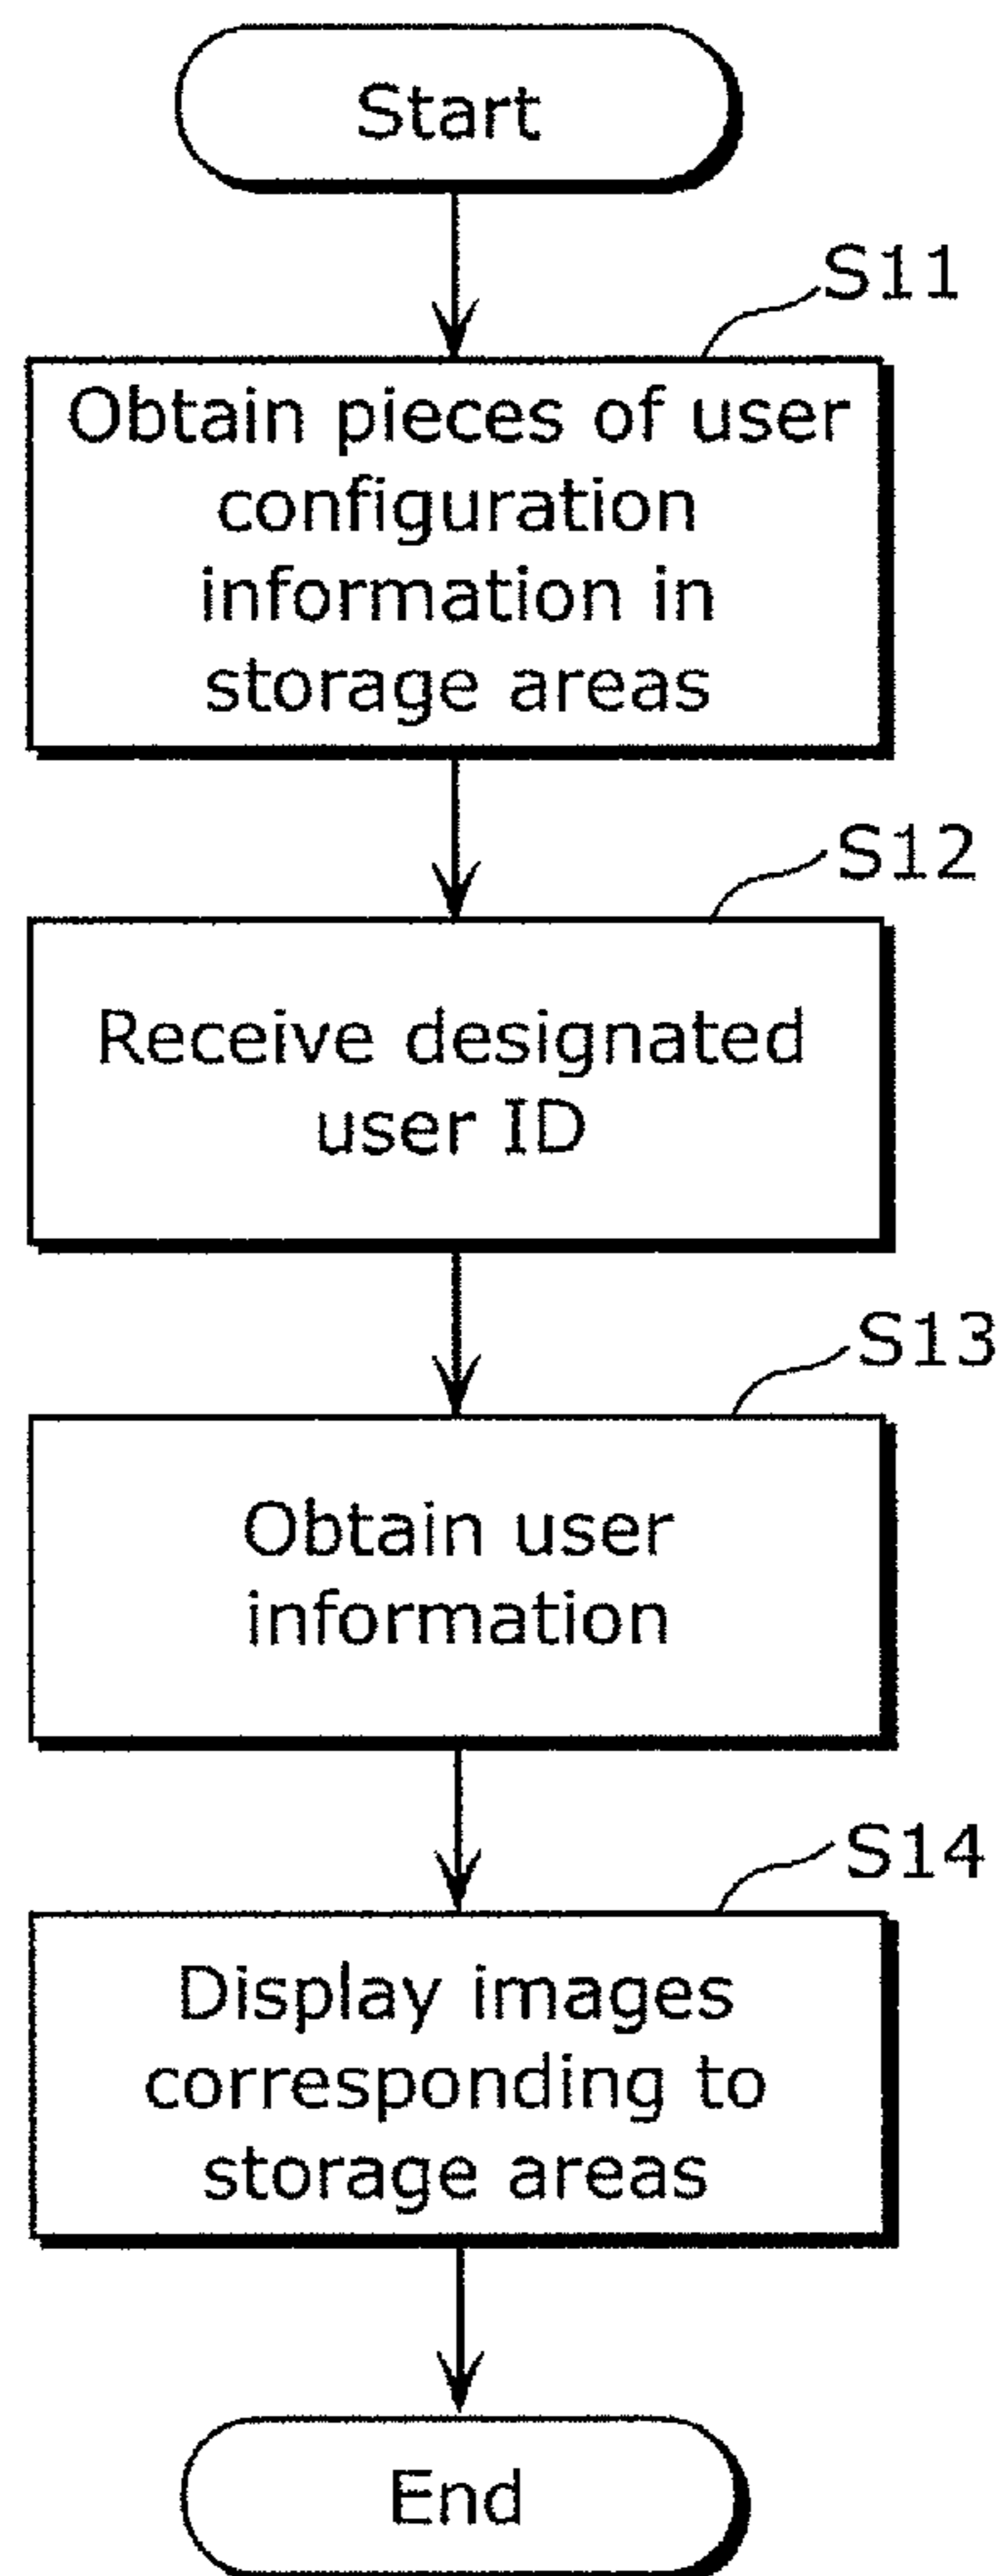 Start
S11
Obtain pieces of user
configuration
information in
storage areas
S12
Receive designated
user ID
S13
Obtain user
information
S14
Display images
corresponding to
storage areas
End